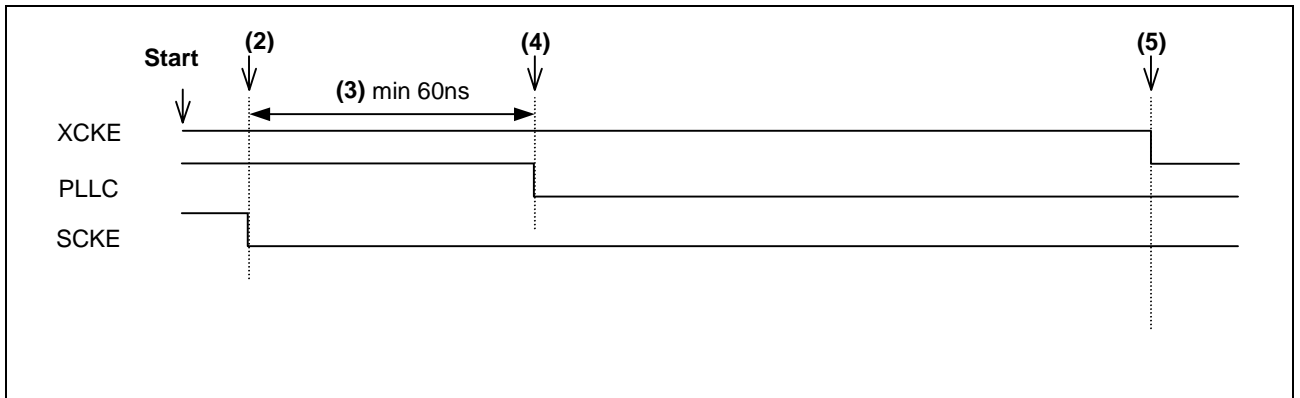 (2) (4) (5)
Start
(3) min 60ns
XCKE
PLLC
SCKE